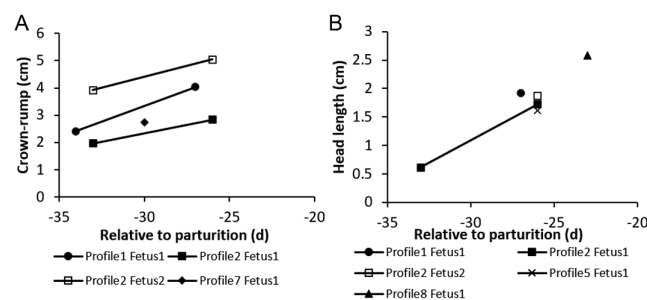 A
Crown-rump (cm)
6
5
4
3
2
1
0
-35 -30 -25 -20
Relative to parturition (d)
Profile1 Fetus1 Profile2 Fetus1
Profile2 Fetus2 Profile7 Fetus1
B
Head length (cm)
3
2.5
2
1.5
1
0.5
0
-35 -30 -25 -20
Relative to parturition (d)
Profile1 Fetus1 Profile2 Fetus1
Profile2 Fetus2 Profile5 Fetus1
Profile8 Fetus1